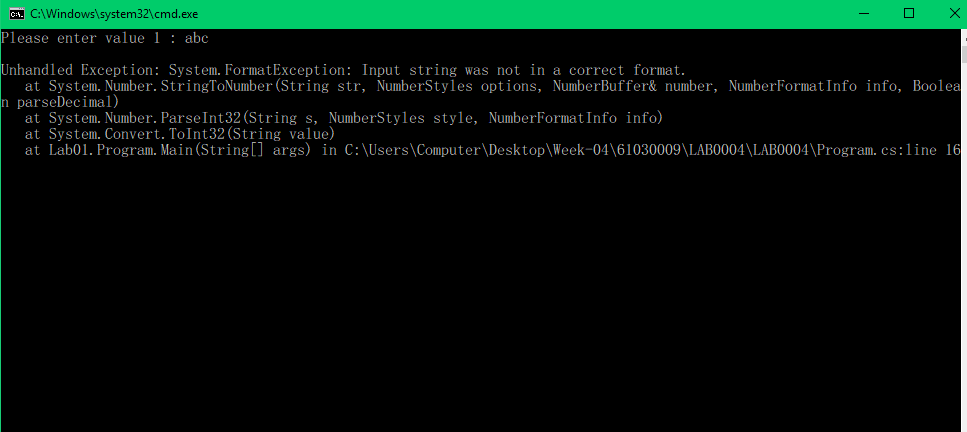 C:\Windows\system32\cmd.exe
Please enter value 1 : abc
Unhandled Exception: System.FormatException: Input string was not in a correct format.
   at System.Number.StringToNumber(String str, NumberStyles options, NumberBuffer& number, NumberFormatInfo info, Boolea
n parseDecimal)
   at System.Number.ParseInt32(String s, NumberStyles style, NumberFormatInfo info)
   at System.Convert.ToInt32(String value)
   at Lab01.Program.Main(String[] args) in C:\Users\Computer\Desktop\Week-04\61030009\LAB0004\LAB0004\Program.cs:line 16